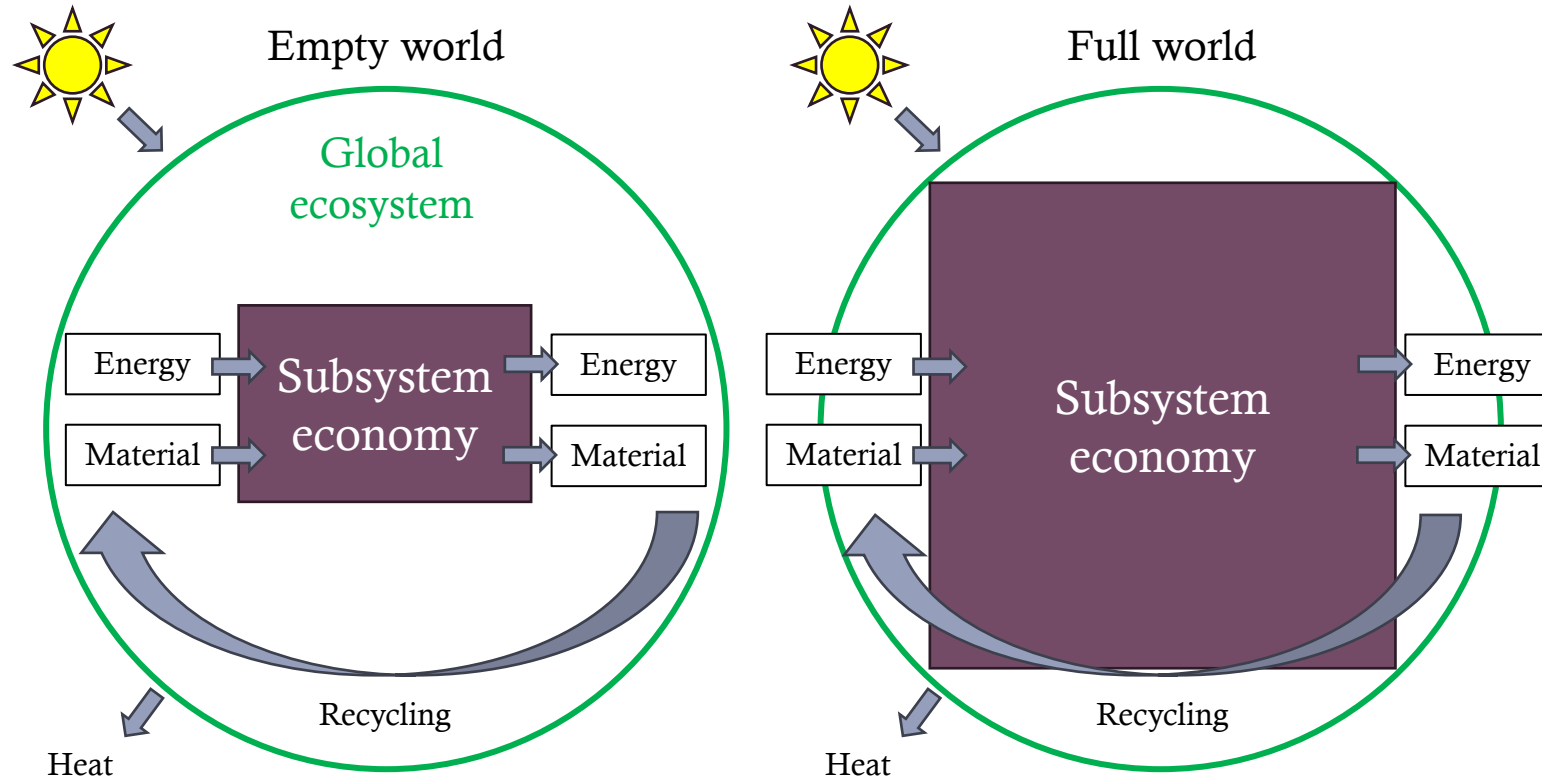 Empty world
Global
ecosystem
Energy
Subsystem
economy
Energy
Material
Material
Recycling
Heat
Full world
Energy
Subsystem
economy
Energy
Material
Material
Recycling
Heat